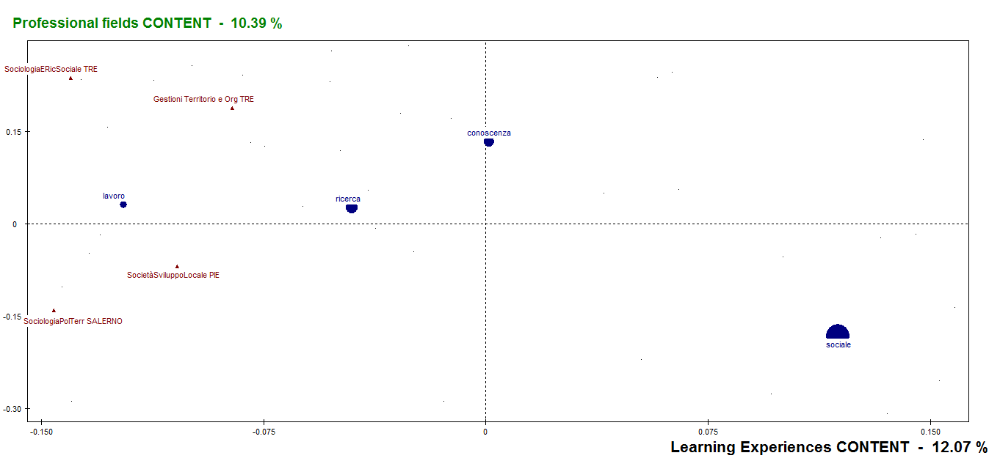 Professional fields CONTENT - 10.39 %
SociologiaERicSociale TRE
Gestioni Territorio e Org TRE
0.15
conoscenza
lavoro
ricerca
0
SocietàSviluppoLocale PIE
-0.15
SociologiaPolTerr SALERNO
sociale
-0.30
-0.150
-0.075
0
0.075
0.150
Learning Experiences CONTENT - 12.07 %